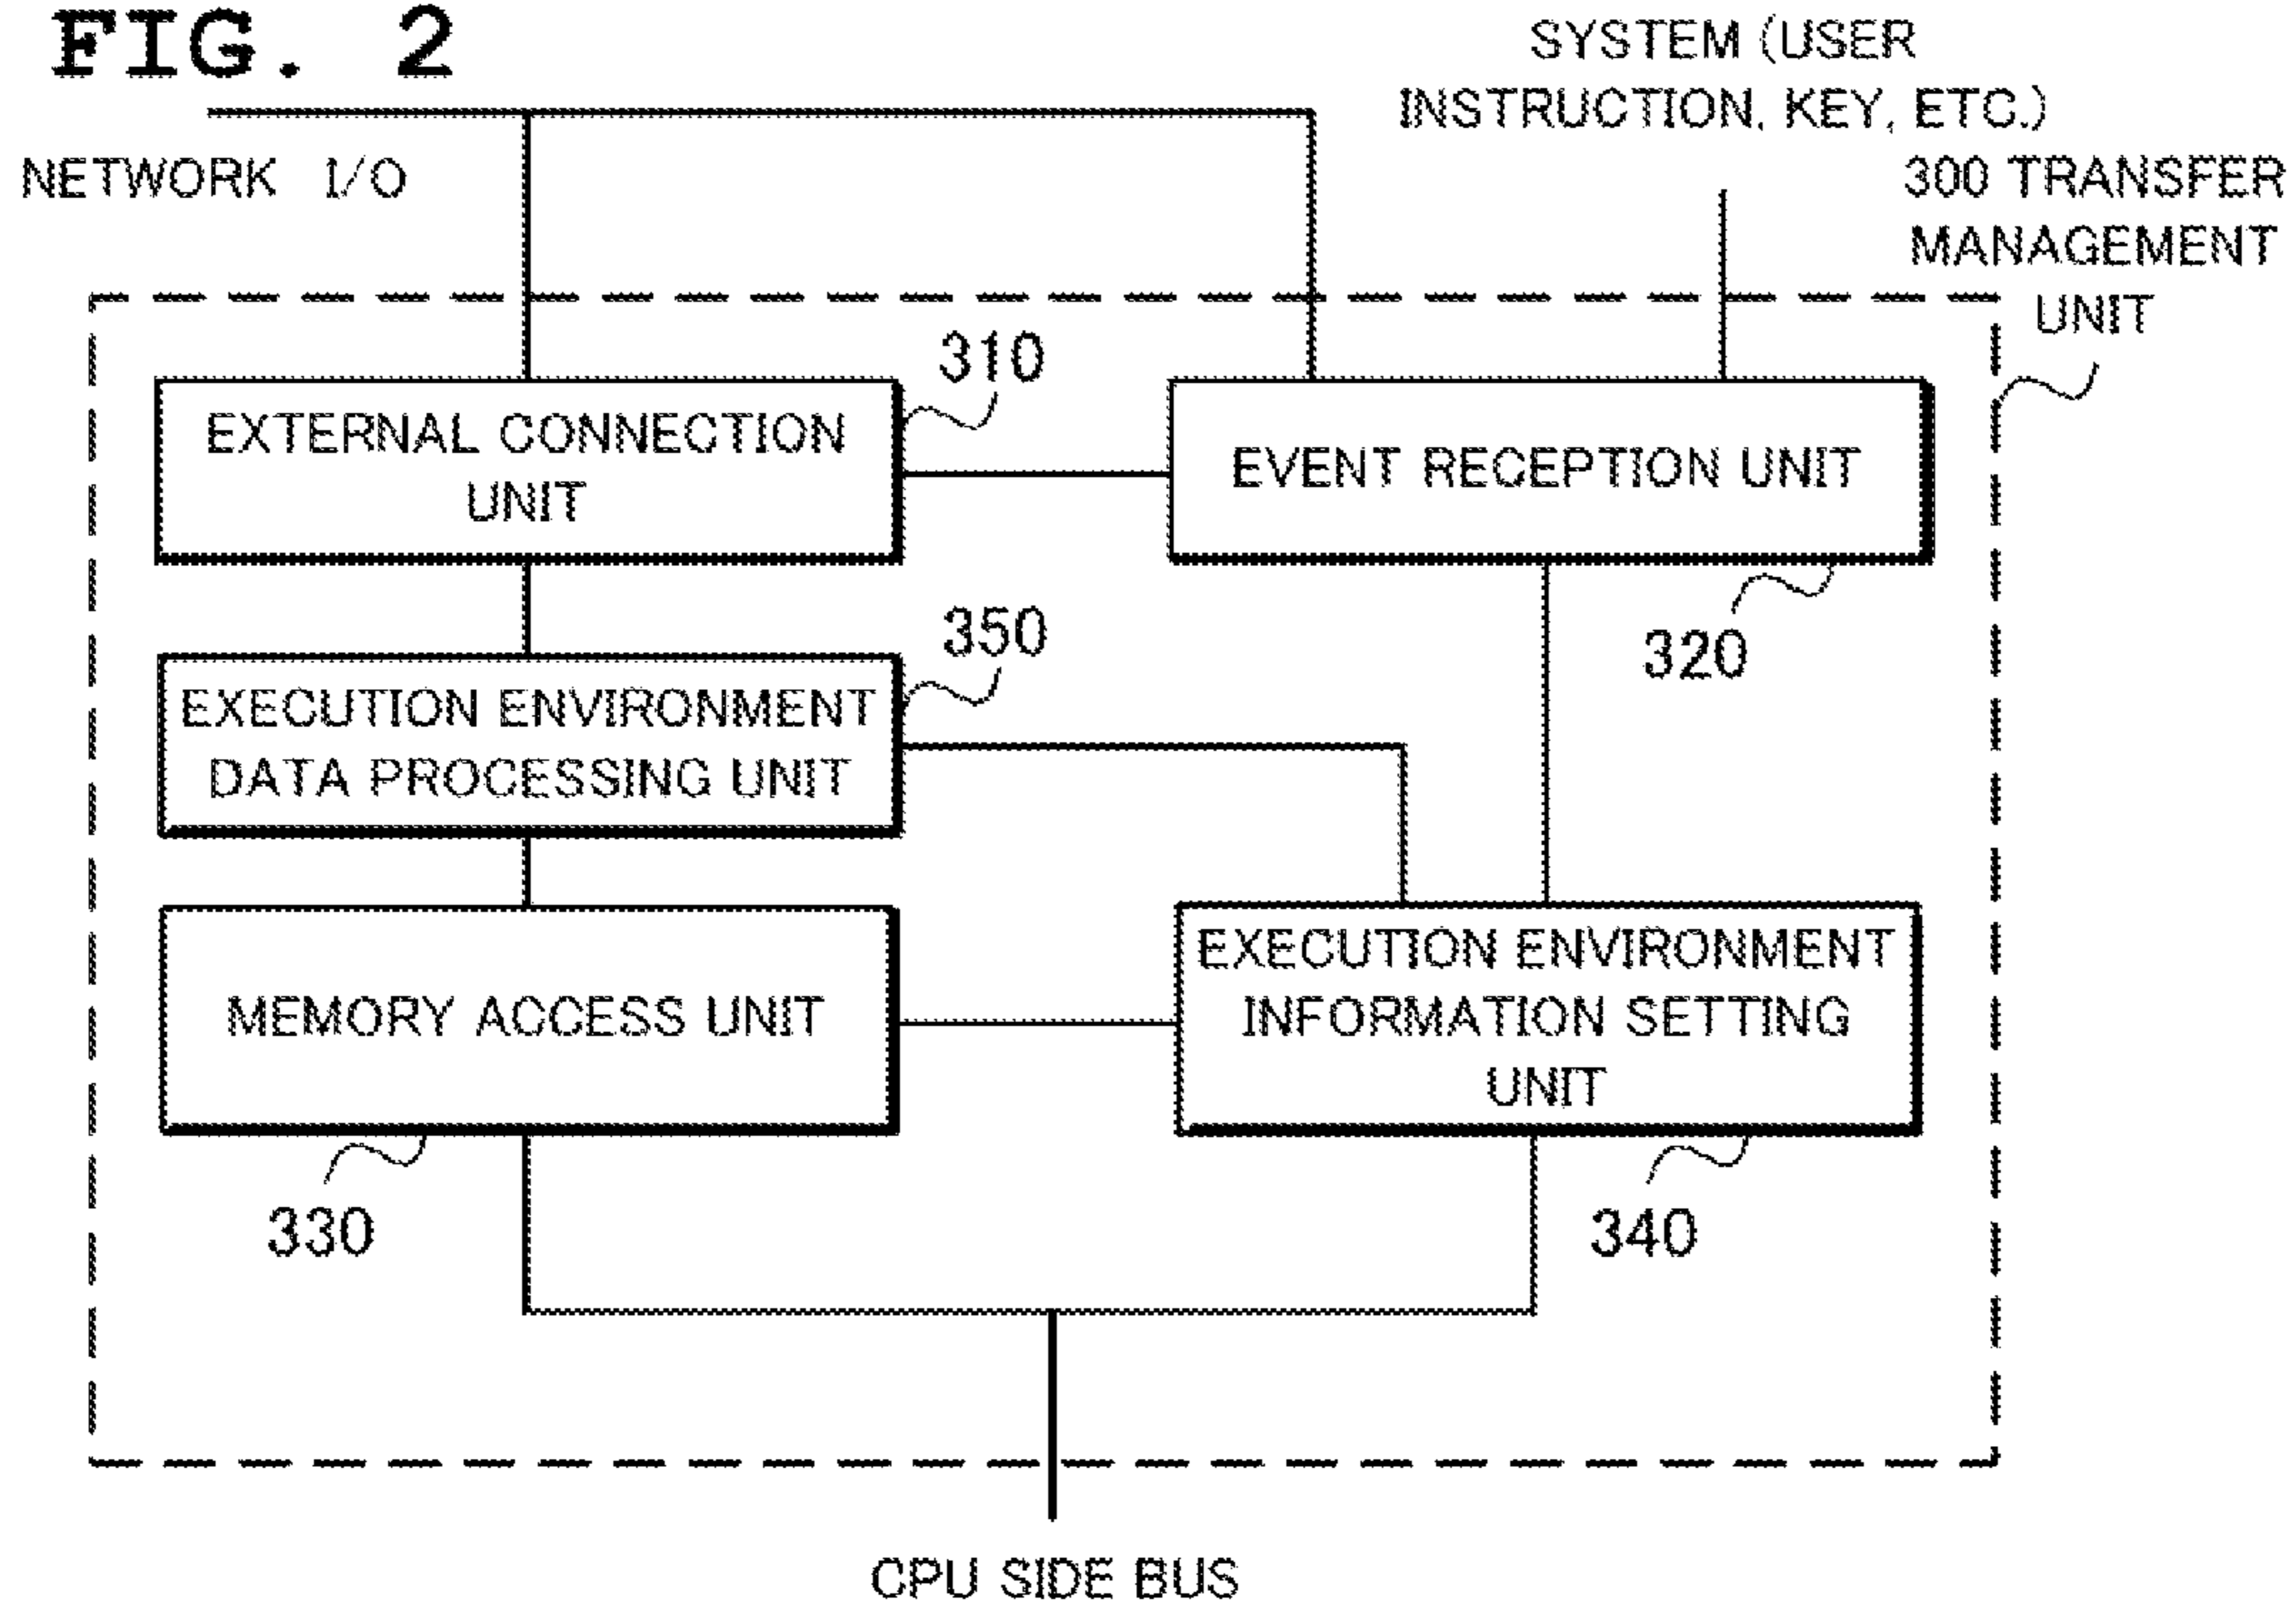 FIG. 2
SYSTEM (USER
INSTRUCTION, KEY, ETC.)
NETWORK I/O
300 TRANSFER
MANAGEMENT
UNIT
310
EXTERNAL CONNECTION
UNIT
EVENT RECEPTION UNIT
320
350
EXECUTION ENVIRONMENT
DATA PROCESSING UNIT
MEMORY ACCESS UNIT
EXECUTION ENVIRONMENT
INFORMATION SETTING
UNIT
330
340
CPU SIDE BUS